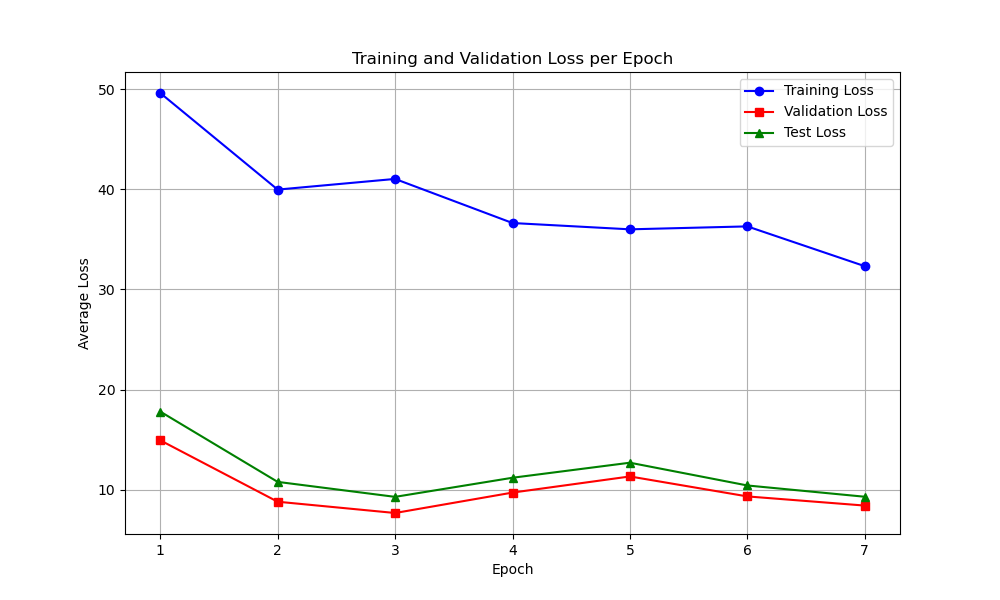 Training and Validation Loss per Epoch
Training Loss
Validation Loss
Test Loss
Average Loss
50
40
30
20
10
1 2 3 4 5 6 7
Epoch